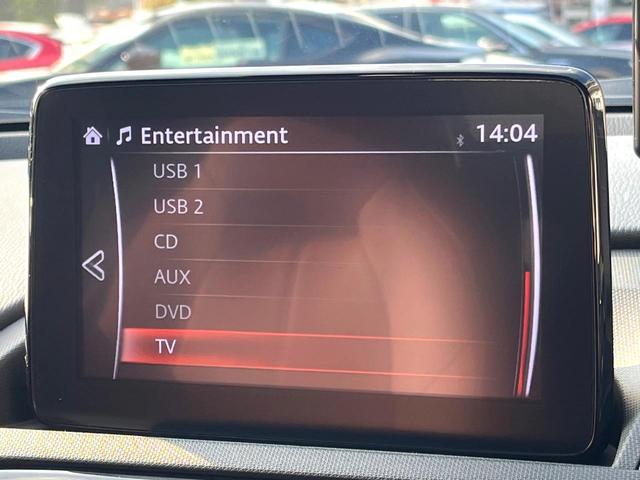 Entertainment 14:04
USB 1
USB 2
CD
AUX
DVD
TV